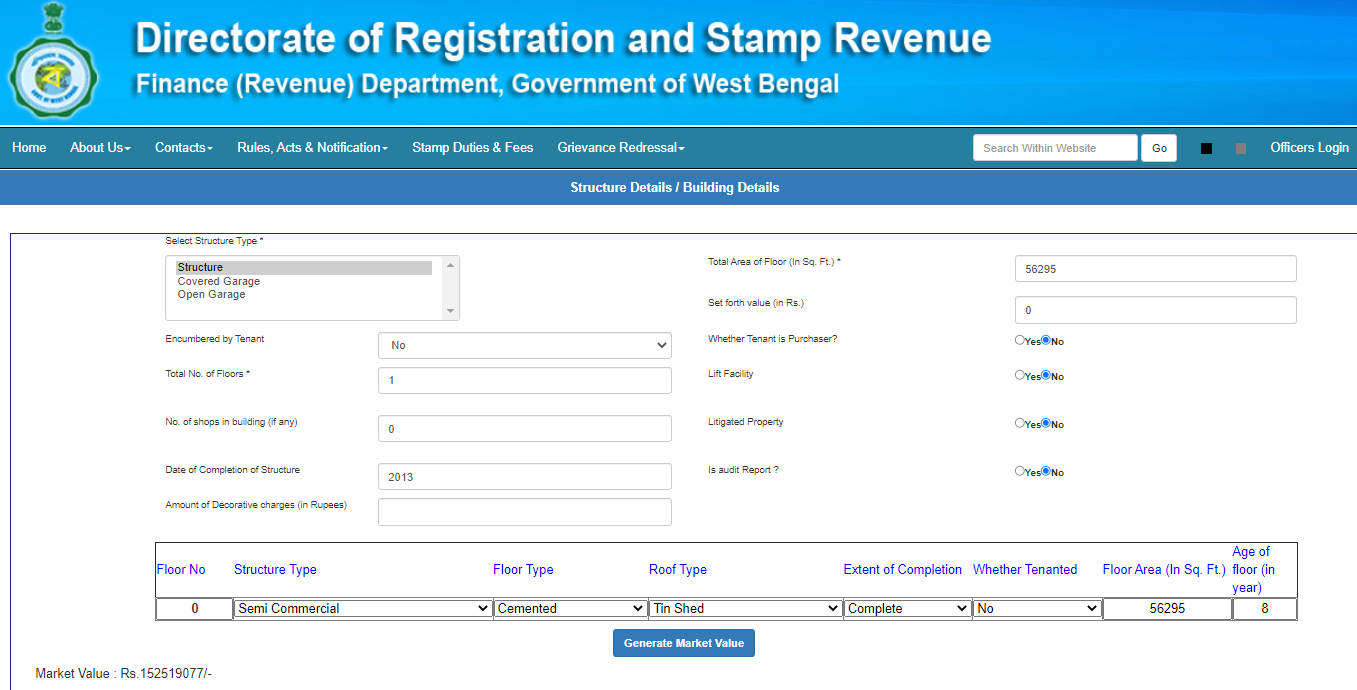 Directorate of Registration and Stamp Revenue
Finance (Revenue) Department, Government of West Bengal
Home About Us Contacts Rules, Acts & Notification Stamp Duties & Fees Grievance Redressal Search Within Website Go Officers Login
Structure Details / Building Details
Select Structure Type *
Structure
Covered Garage
Open Garage
Total Area of Floor (In Sq. Ft.) * 56295
Set forth value (in Rs.) 0
Encumbered by Tenant No
Whether Tenant is Purchaser? Yes No
Total No. of Floors * 1
Lift Facility Yes No
No. of shops in building (if any) 0
Litigated Property Yes No
Date of Completion of Structure 2013
Is audit Report ? Yes No
Amount of Decorative charges (in Rupees)
Floor No Structure Type Floor Type Roof Type Extent of Completion Whether Tenanted Floor Area (In Sq. Ft.) Age of floor (in year)
0 Semi Commercial Cemented Tin Shed Complete No 56295 8
Generate Market Value
Market Value : Rs.152519077/-